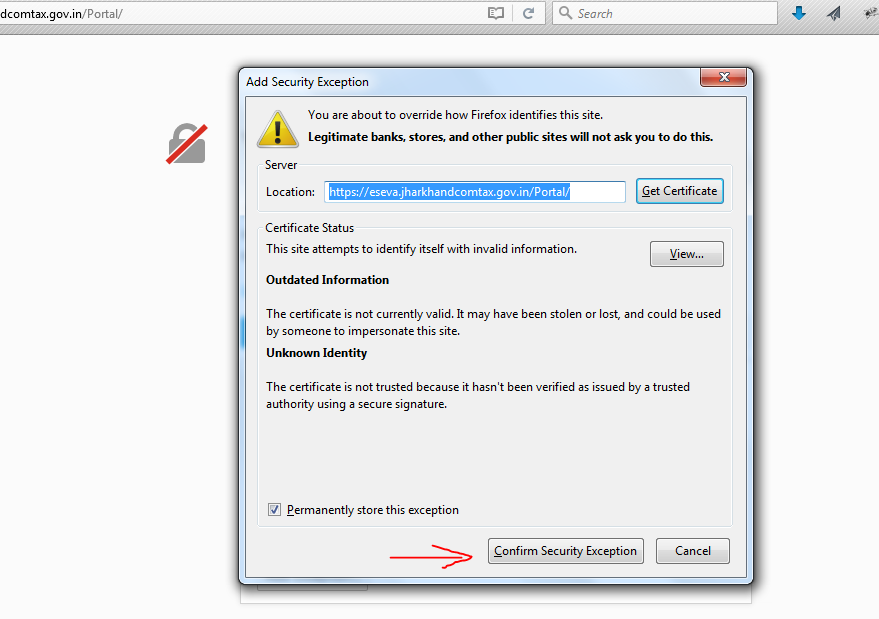 dcomtax.gov.in/Portal/
Search
Add Security Exception
You are about to override how Firefox identifies this site.
Legitimate banks, stores, and other public sites will not ask you to do this.
Server
Location: https://eseva.jharkhandcomtax.gov.in/Portal/ Get Certificate
Certificate Status
This site attempts to identify itself with invalid information.
View...
Outdated Information
The certificate is not currently valid. It may have been stolen or lost, and could be used
by someone to impersonate this site.
Unknown Identity
The certificate is not trusted because it hasn't been verified as issued by a trusted
authority using a secure signature.
Permanently store this exception
Confirm Security Exception Cancel